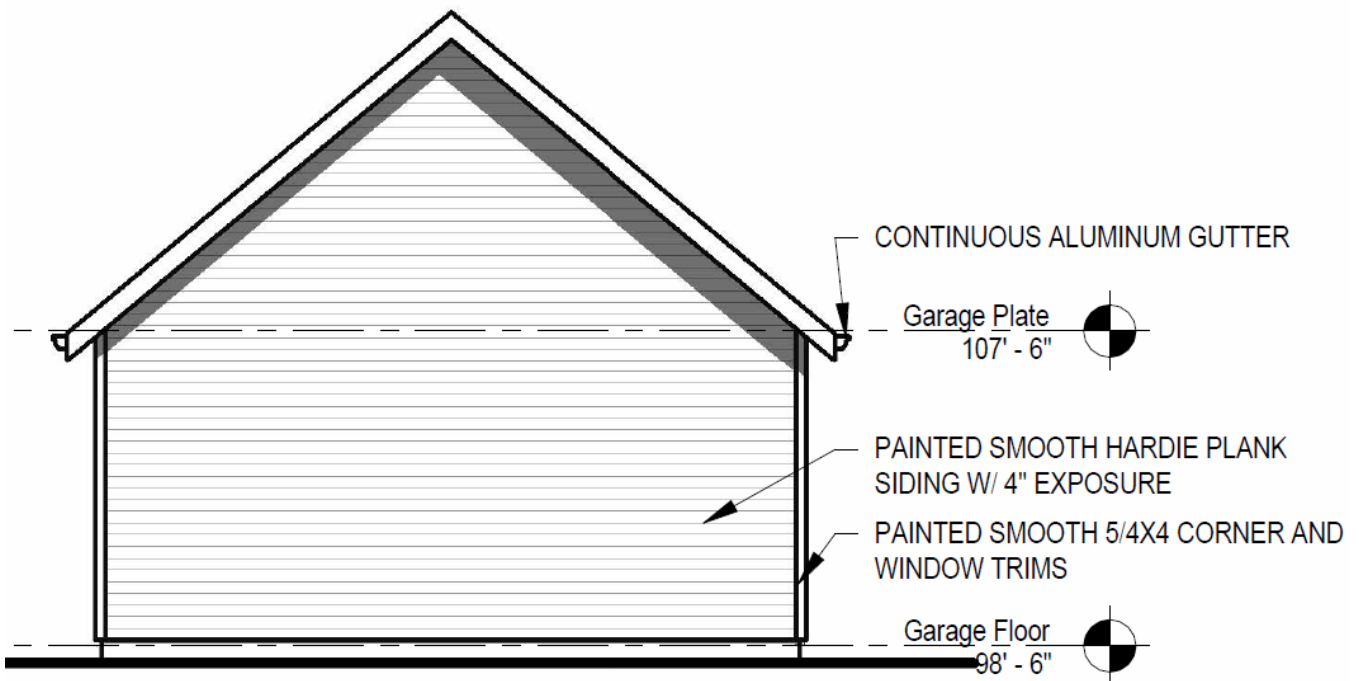 CONTINUOUS ALUMINUM GUTTER
Garage Plate
107' - 6"
PAINTED SMOOTH HARDIE PLANK
SIDING W/ 4" EXPOSURE
PAINTED SMOOTH 5/4X4 CORNER AND
WINDOW TRIMS
Garage Floor
98' - 6"